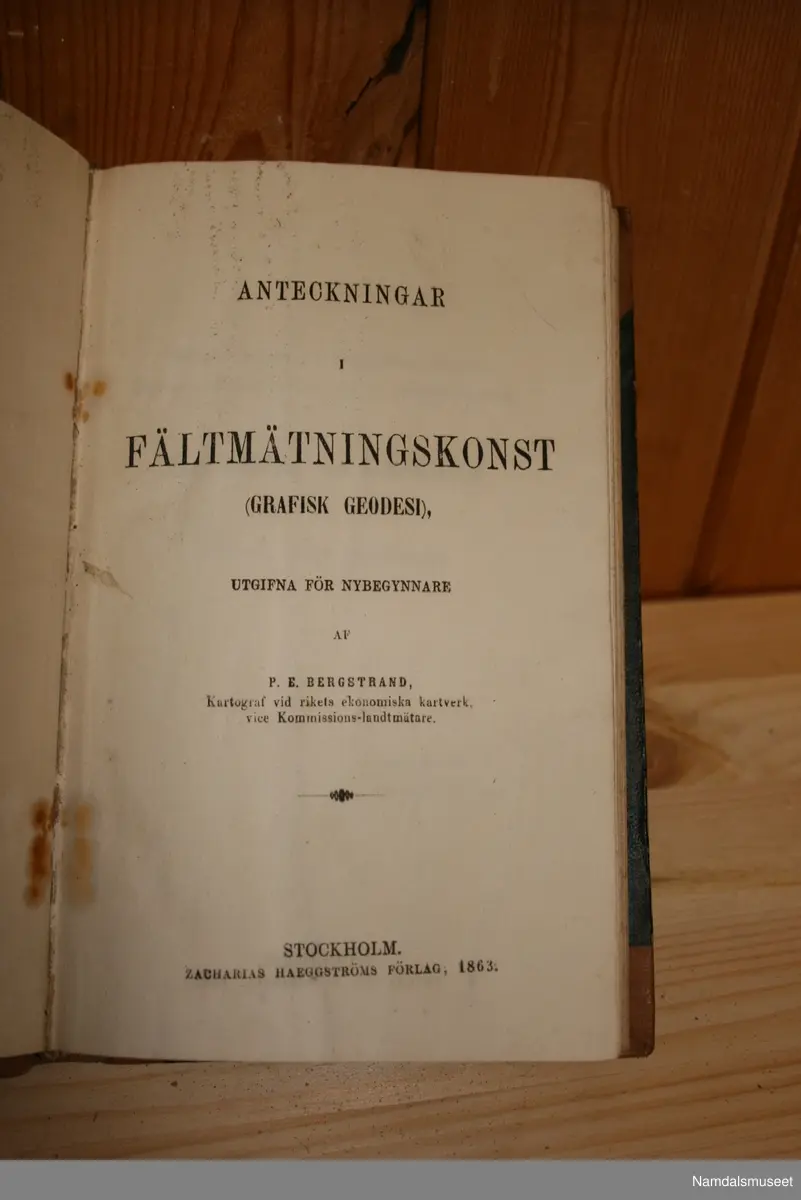 ANTECKNINGAR
I
FÄLTMÄTNINGSKONST
(GRAFISK GEODESI),
UTGIFNA FÖR NYBEGYNNARE
AF
P. E. BERGSTRAND,
Kartograf vid rikets ekonomiska kartverk,
vice Kommissions-landtmätare.
STOCKHOLM.
ZACHARIAS HAEGGSTRÖMS FÖRLAG, 1863.
Namdalsmuseet